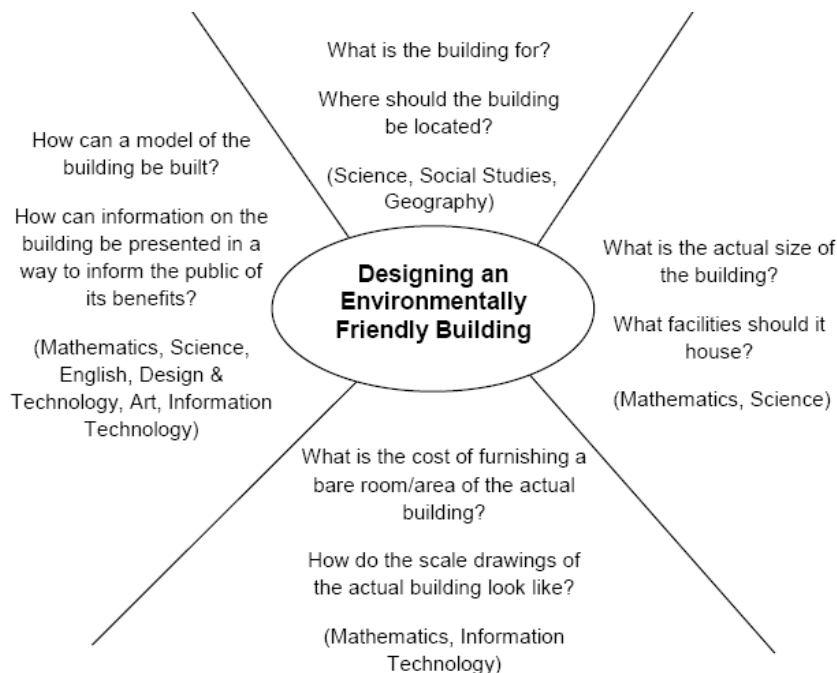 What is the building for?
Where should the building
be located?
(Science, Social Studies,
Geography)
How can a model of the
building be built?
How can information on the
building be presented in a
way to inform the public of
its benefits?
(Mathematics, Science,
English, Design &
Technology, Art, Information
Technology)
Designing an
Environmentally
Friendly Building
What is the actual size of
the building?
What facilities should it
house?
(Mathematics, Science)
What is the cost of furnishing a
bare room/area of the actual
building?
How do the scale drawings of
the actual building look like?
(Mathematics, Information
Technology)